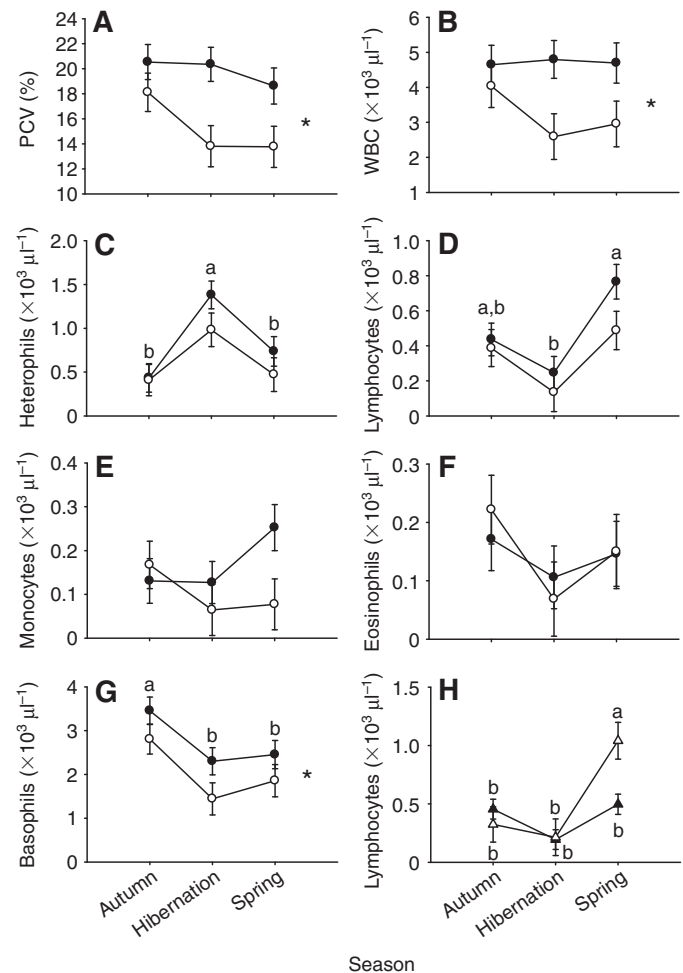 A
PCV (%)
24
22
20
18
16
14
12
10
*
B
WBC (×10³ μl⁻¹)
6
5
4
3
2
1
*
C
Heterophils (×10³ μl⁻¹)
2.0
1.5
1.0
0.5
0
b
a
b
D
Lymphocytes (×10³ μl⁻¹)
1.0
0.8
0.6
0.4
0.2
0
a,b
b
a
E
Monocytes (×10³ μl⁻¹)
0.4
0.3
0.2
0.1
0
F
Eosinophils (×10³ μl⁻¹)
0.3
0.2
0.1
0
G
Basophils (×10³ μl⁻¹)
4
3
2
1
0
a
b
b
*
Autumn
Hibernation
Spring
H
Lymphocytes (×10³ μl⁻¹)
1.5
1.0
0.5
0
b
b
b
b
a
b
Autumn
Hibernation
Spring
Season